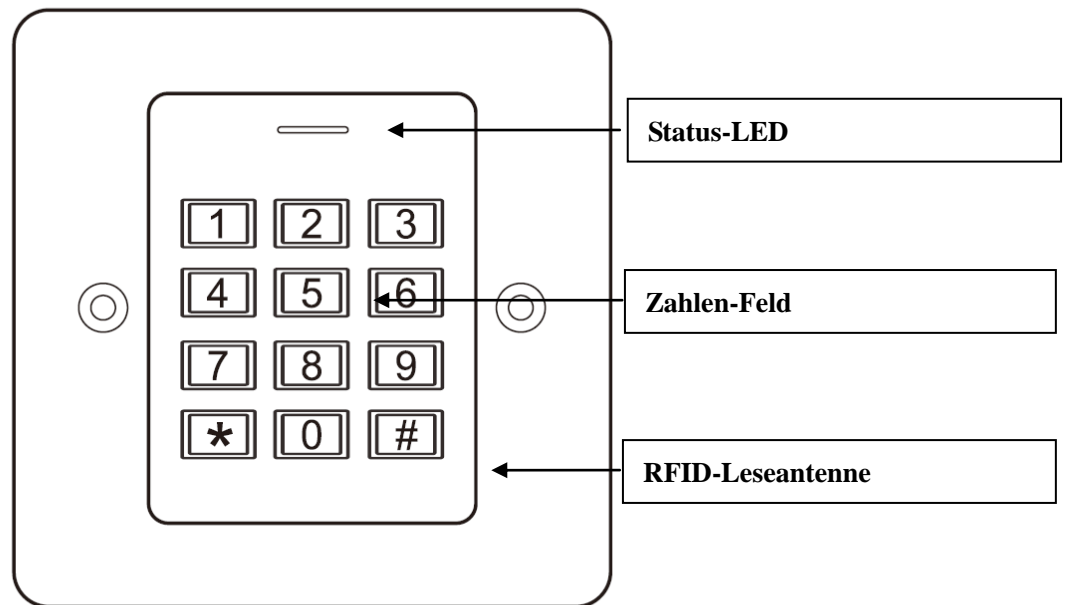 Status-LED
1 2 3
4 5 6
Zahlen-Feld
7 8 9
* 0 #
RFID-Leseantenne